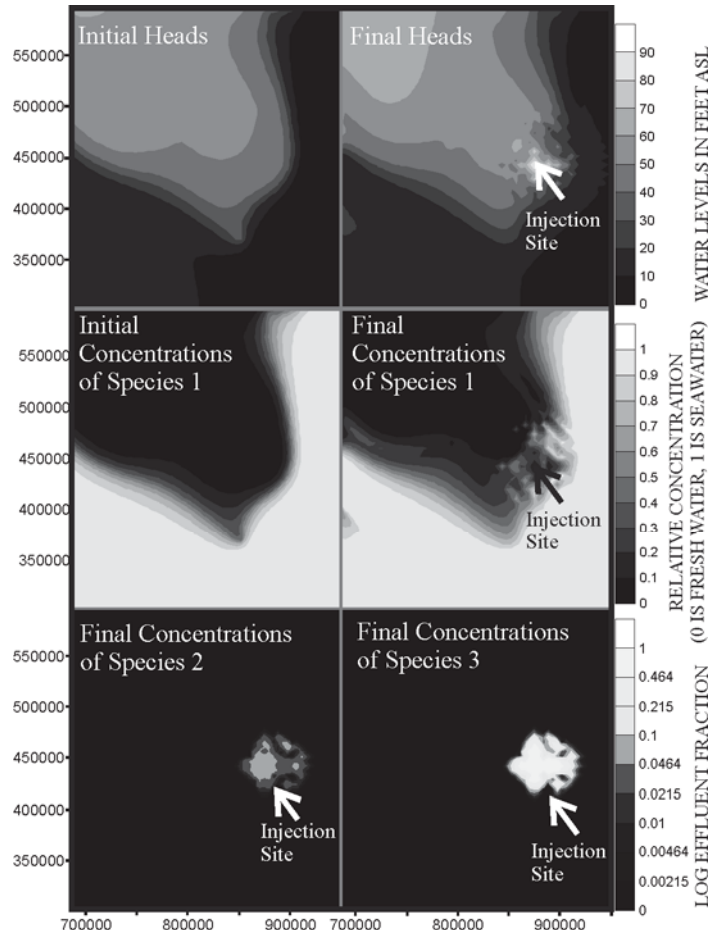 Initial Heads
Final Heads
550000
500000
450000
400000
350000
Injection
Site
90
80
70
60
50
40
30
20
10
0
WATER LEVELS IN FEET ASL
Initial
Concentrations
of Species 1
Final
Concentrations
of Species 1
550000
500000
450000
400000
350000
Injection
Site
1
0.9
0.8
0.7
0.6
0.5
0.4
0.3
0.2
0.1
0
RELATIVE CONCENTRATION
(0 IS FRESH WATER, 1 IS SEAWATER)
Final Concentrations
of Species 2
Final Concentrations
of Species 3
550000
500000
450000
400000
350000
Injection
Site
Injection
Site
1
0.464
0.215
0.1
0.0464
0.0215
0.01
0.00464
0.00215
0
LOG EFFLUENT FRACTION
700000
800000
900000
700000
800000
900000